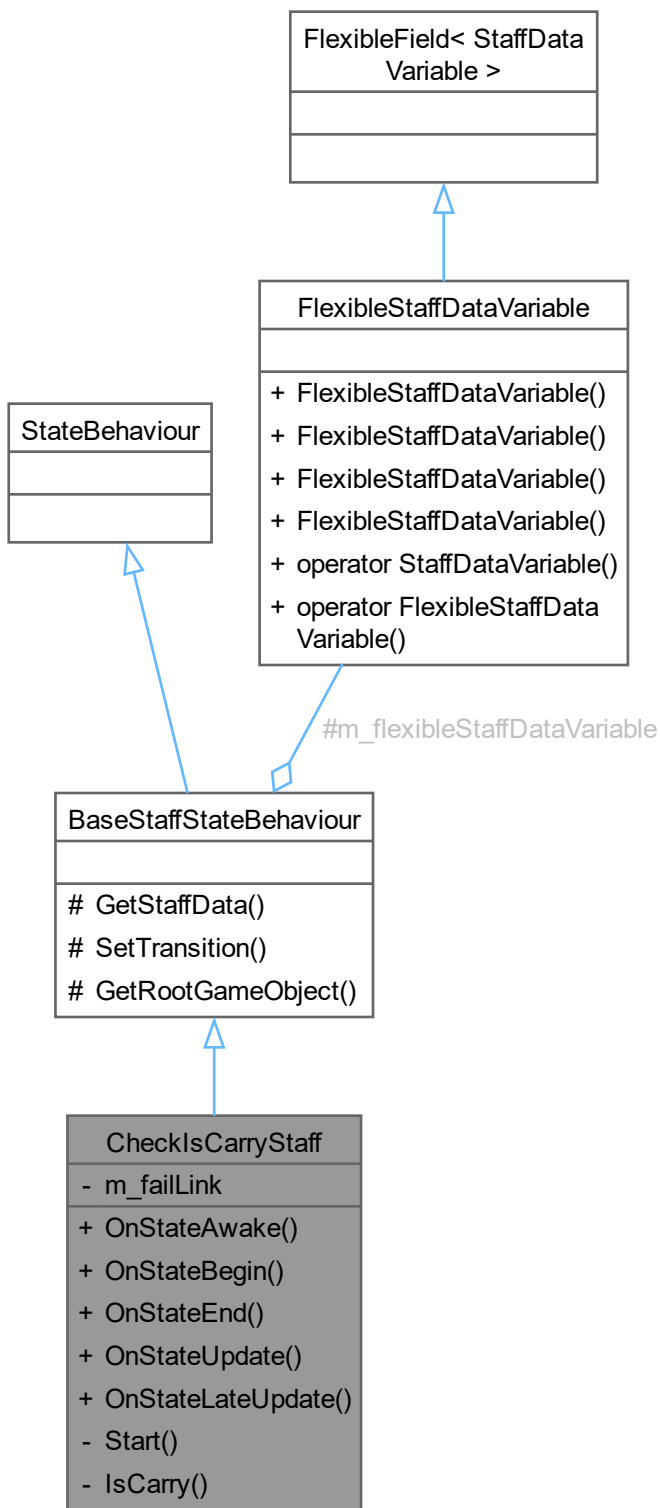 FlexibleField< StaffData
Variable >
FlexibleStaffDataVariable
+ FlexibleStaffDataVariable()
+ FlexibleStaffDataVariable()
+ FlexibleStaffDataVariable()
+ FlexibleStaffDataVariable()
+ operator StaffDataVariable()
+ operator FlexibleStaffData
Variable()
StateBehaviour
#m_flexibleStaffDataVariable
BaseStaffStateBehaviour
# GetStaffData()
# SetTransition()
# GetRootGameObject()
CheckIsCarryStaff
- m_failLink
+ OnStateAwake()
+ OnStateBegin()
+ OnStateEnd()
+ OnStateUpdate()
+ OnStateLateUpdate()
- Start()
- IsCarry()